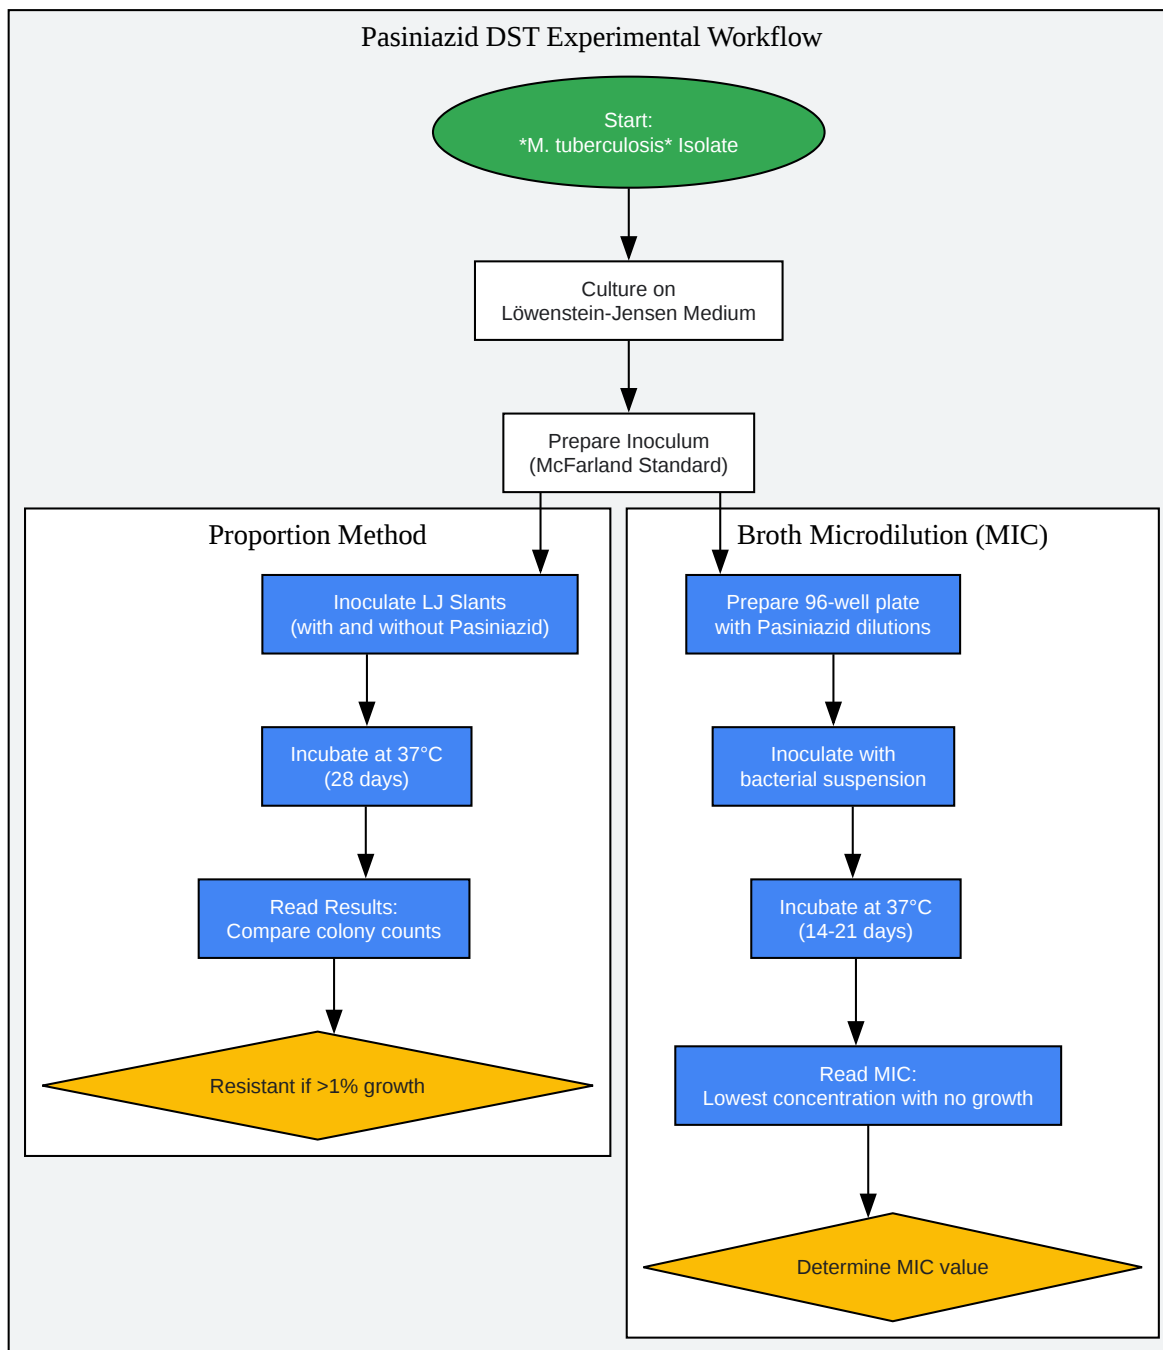 Pasiniazid DST Experimental Workflow
Start:
*M. tuberculosis* Isolate
Culture on
Löwenstein-Jensen Medium
Prepare Inoculum
(McFarland Standard)
Proportion Method
Inoculate LJ Slants
(with and without Pasiniazid)
Incubate at 37°C
(28 days)
Read Results:
Compare colony counts
Resistant if >1% growth
Broth Microdilution (MIC)
Prepare 96-well plate
with Pasiniazid dilutions
Inoculate with
bacterial suspension
Incubate at 37°C
(14-21 days)
Read MIC:
Lowest concentration with no growth
Determine MIC value